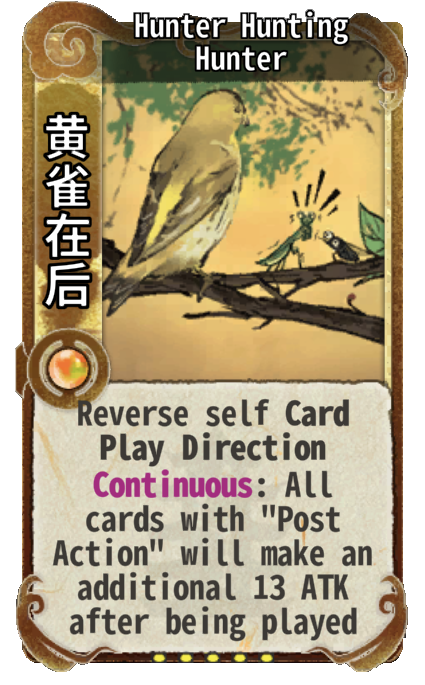 Hunter Hunting
Hunter
黄雀在后
Reverse self Card
Play Direction
Continuous: All
cards with "Post
Action" will make an
additional 13 ATK
after being played